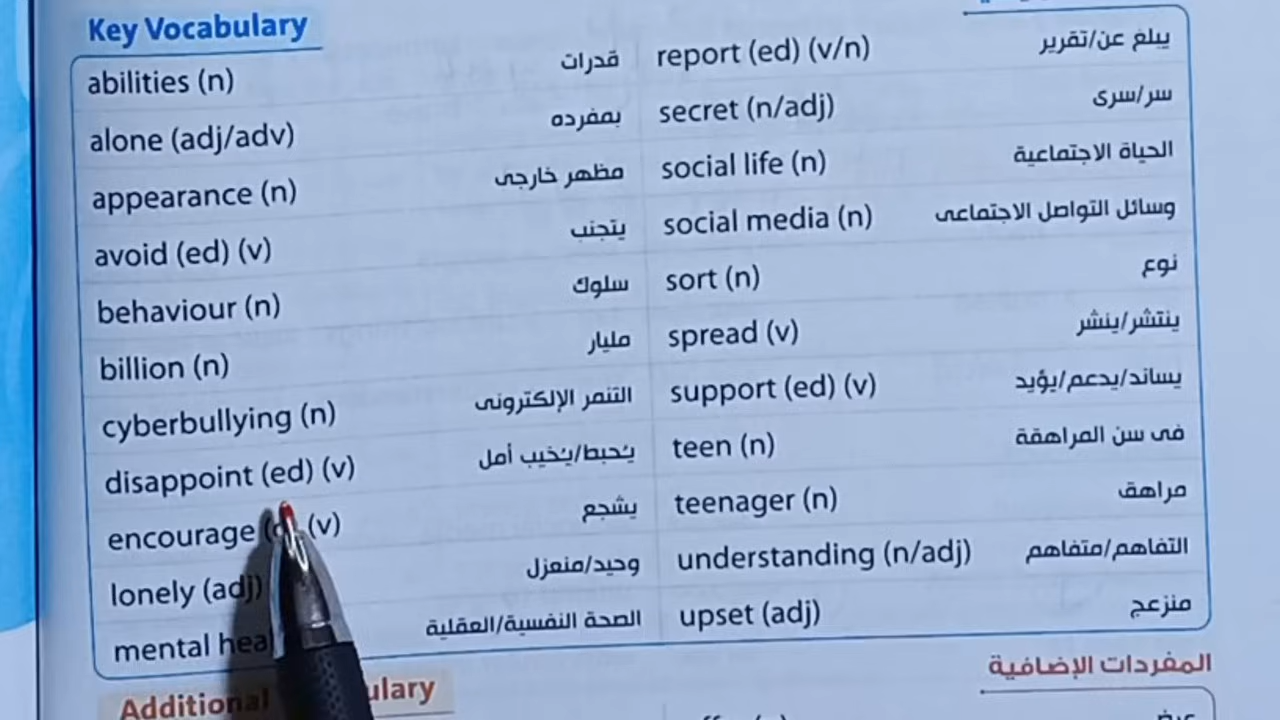 Key Vocabulary
abilities (n) قدرات
alone (adj/adv) بمفرده
appearance (n) مظهر خارجى
avoid (ed) (v) يتجنب
behaviour (n) سلوك
billion (n) مليار
cyberbullying (n) التنمر الإلكترونى
disappoint (ed) (v) يُحبط/يُخيب أمل
encourage (v) يشجع
lonely (adj) وحيد/منعزل
mental الصحة النفسية/العقلية
report (ed) (v/n) يبلغ عن/تقرير
secret (n/adj) سر/سرى
social life (n) الحياة الاجتماعية
social media (n) وسائل التواصل الاجتماعى
sort (n) نوع
spread (v) ينتشر/ينشر
support (ed) (v) يساند/يدعم/يؤيد
teen (n) فى سن المراهقة
teenager (n) مراهق
understanding (n/adj) التفاهم/متفاهم
upset (adj) منزعج
Additional
المفردات الإضافية